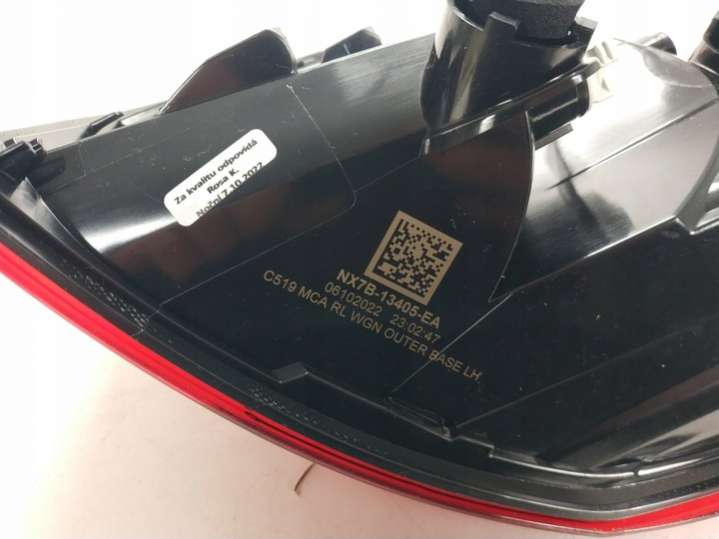 Za kvalitu odpovídá
Rosa K.
7.10.2022
NX7B-13405-EA
06102022 23:02:47
C519 MCA RL WGN OUTER BASE LH